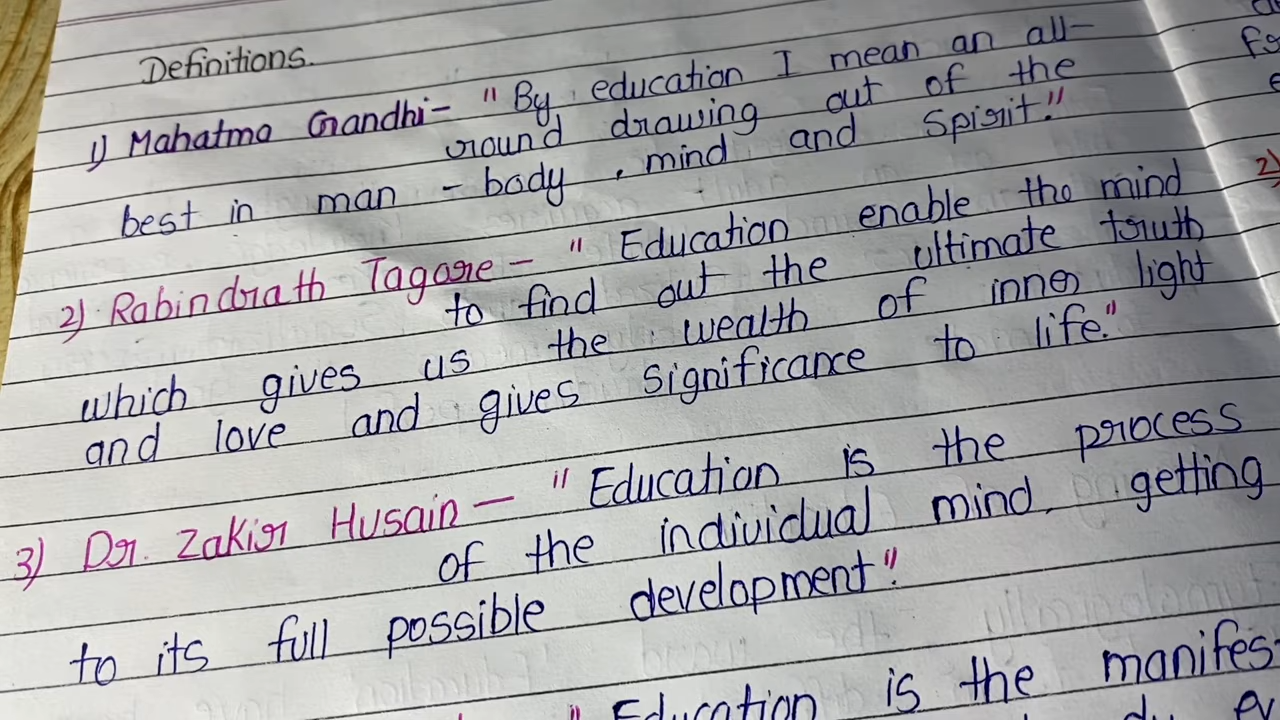 Definitions.
1) Mahatma Gandhi- "By education I mean an all-
round drawing out of the
best in man - body, mind and Spirit."
2) Rabindrath Tagore - "Education enable the mind
to find out the ultimate truth
which gives us the wealth of inner light
and love and gives significance to life."
3) Dr. Zakir Husain - "Education is the process
of the individual mind, getting
to its full possible development".
"Education is the manifes
2)